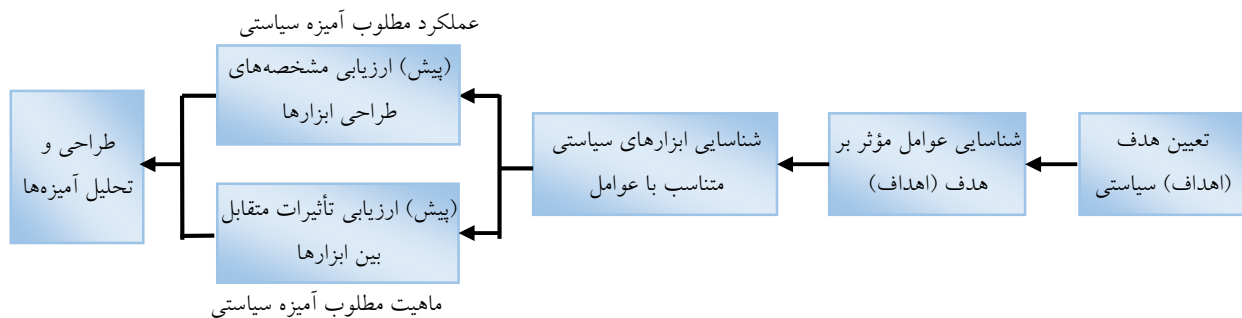 تعیین هدف
(اهداف) سیاستی
شناسایی عوامل مؤثر بر
هدف (اهداف)
شناسایی ابزارهای سیاستی
متناسب با عوامل
عملکرد مطلوب آمیزه سیاستی
(پیش) ارزیابی مشخصه‌های
طراحی ابزارها
(پیش) ارزیابی تأثیرات متقابل
بین ابزارها
ماهیت مطلوب آمیزه سیاستی
طراحی و
تحلیل آمیزه‌ها